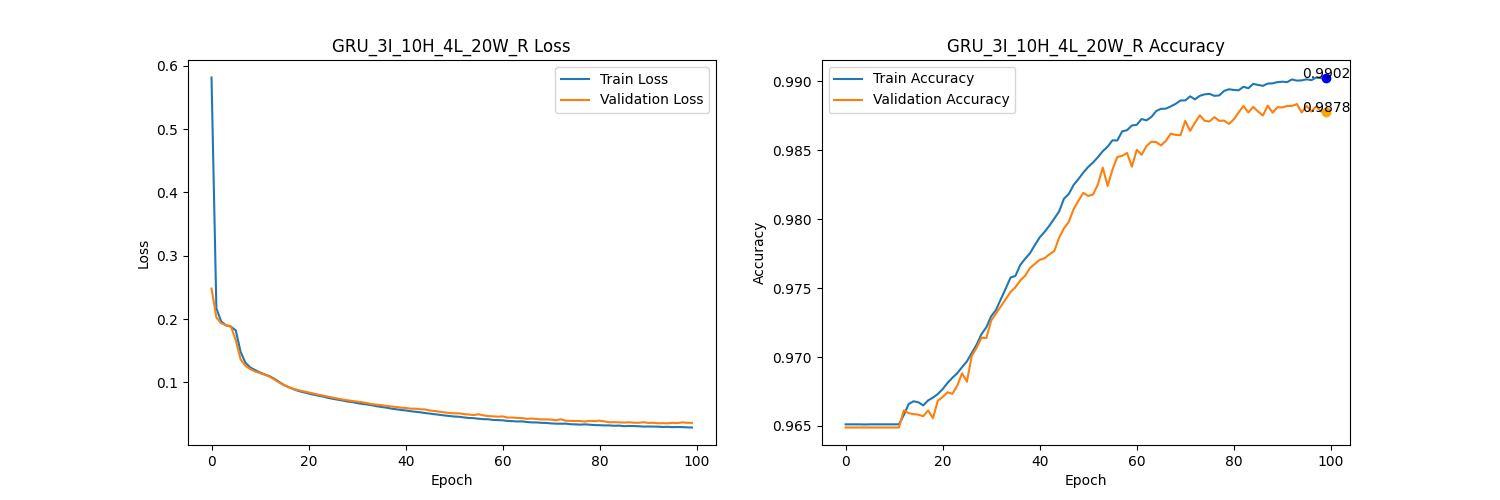 GRU_3I_10H_4L_20W_R Loss
Train Loss
Validation Loss
0.6
0.5
0.4
0.3
0.2
0.1
Loss
0
20
40
60
80
100
Epoch
GRU_3I_10H_4L_20W_R Accuracy
Train Accuracy
Validation Accuracy
0.9902
0.9878
0.990
0.985
0.980
0.975
0.970
0.965
Accuracy
0
20
40
60
80
100
Epoch